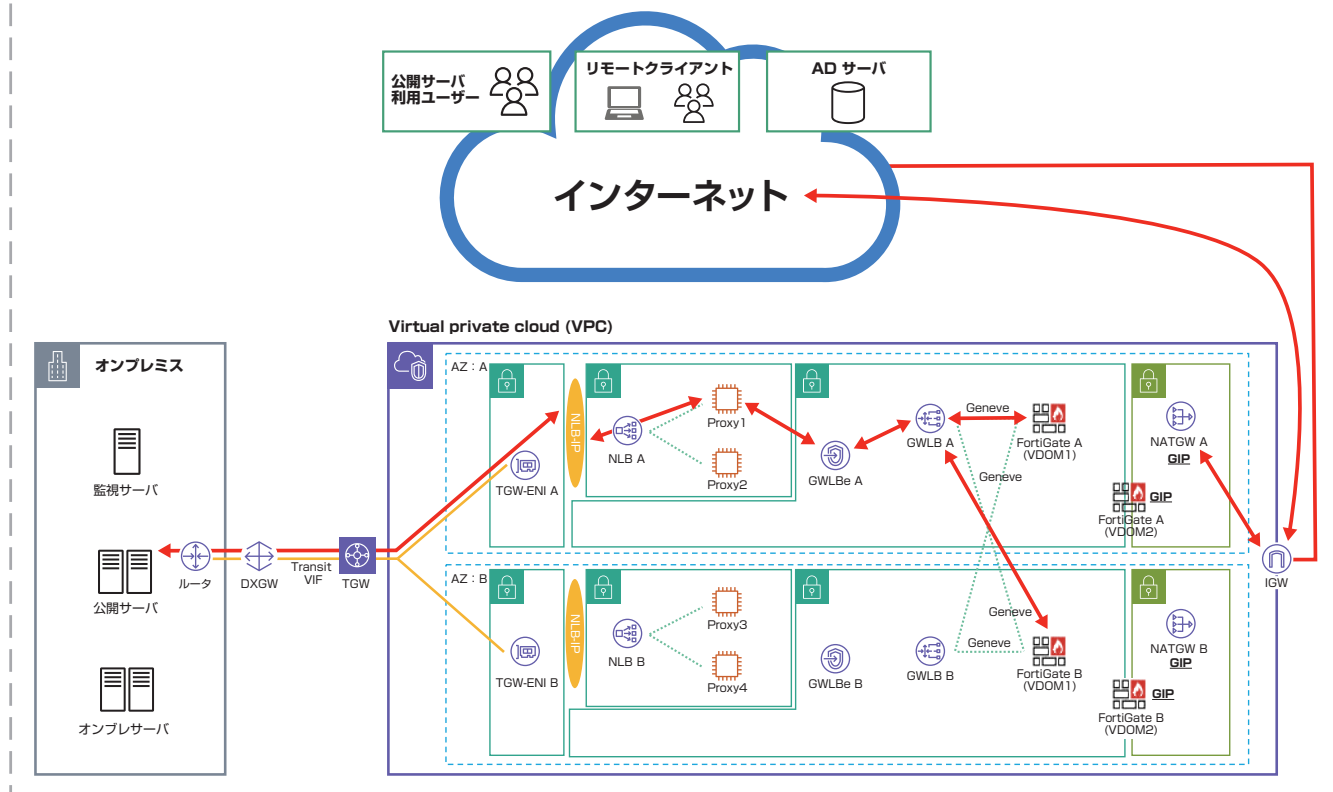 公開サーバ
利用ユーザー
リモートクライアント
AD サーバ
インターネット
Virtual private cloud (VPC)
オンプレミス
監視サーバ
公開サーバ
オンプレサーバ
ルータ
DXGW
Transit
VIF
TGW
AZ：A
TGW-ENI A
NLB-IP
NLB A
Proxy1
Proxy2
GWLBe A
GWLB A
Geneve
Geneve
FortiGate A
(VDOM1)
NATGW A
GIP
GIP
FortiGate A
(VDOM2)
IGW
AZ：B
TGW-ENI B
NLB-IP
NLB B
Proxy3
Proxy4
GWLBe B
GWLB B
Geneve
Geneve
FortiGate B
(VDOM1)
NATGW B
GIP
GIP
FortiGate B
(VDOM2)